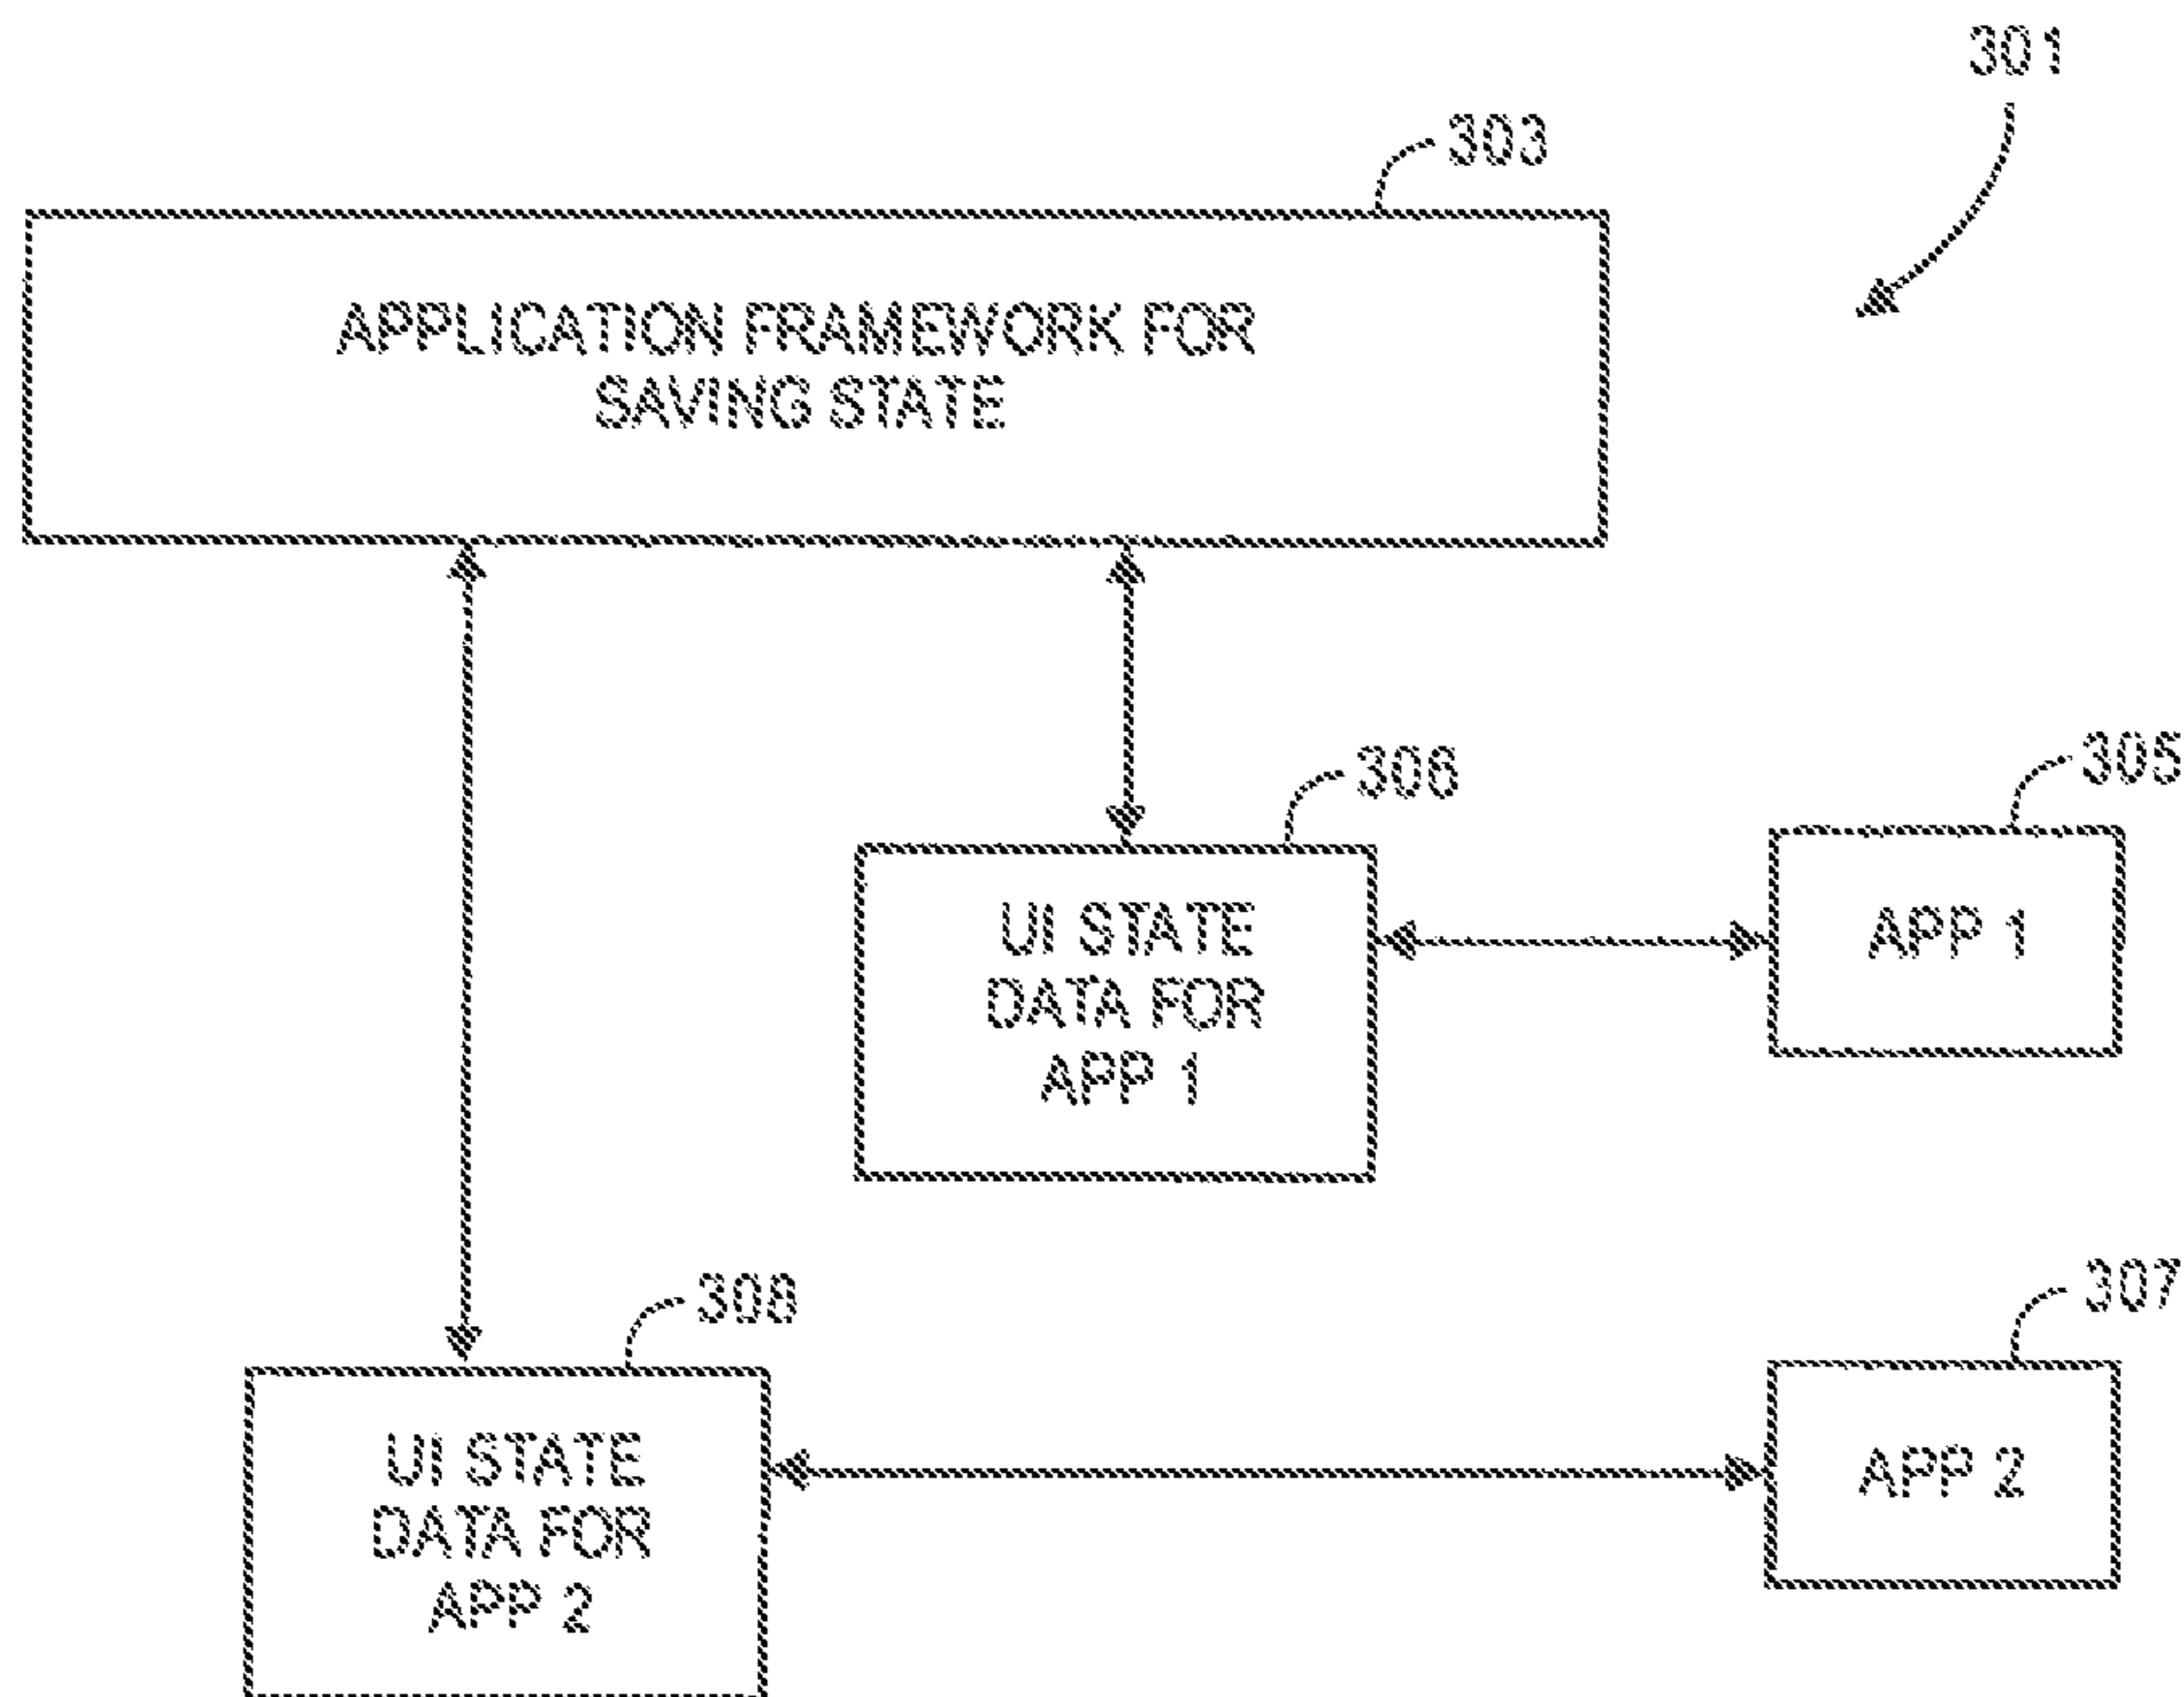 301
303
APPLICATION FRAMEWORK FOR
SAVING STATE
306
305
UI STATE
DATA FOR
APP 1
APP 1
308
307
UI STATE
DATA FOR
APP 2
APP 2